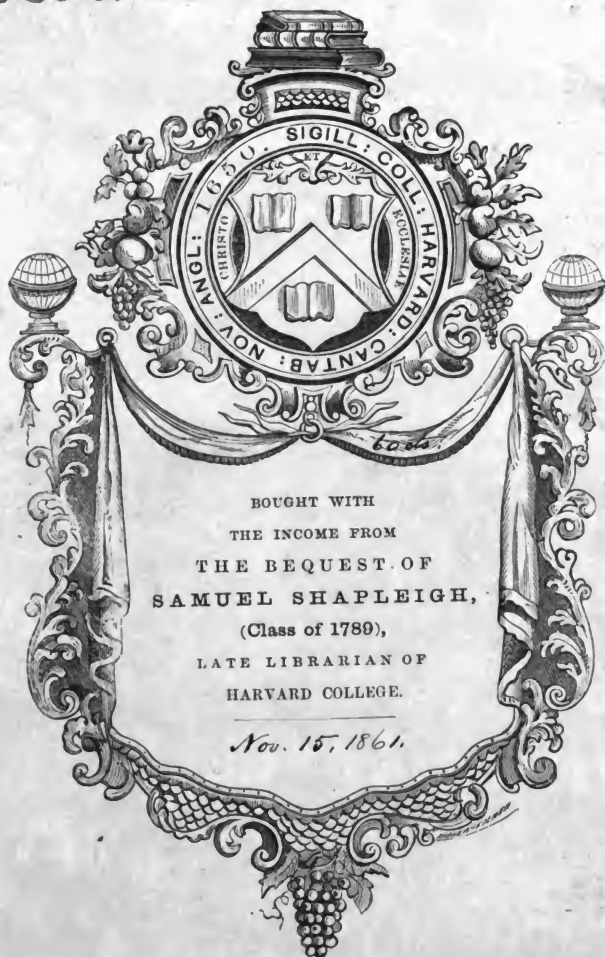 SIGILL: COLL: HARVARD: CANTAB: NOV: ANGL: 1650.
ET
CHRISTO
ECCLESIAE
BOUGHT WITH
THE INCOME FROM
THE BEQUEST OF
SAMUEL SHAPLEIGH,
(Class of 1789),
LATE LIBRARIAN OF
HARVARD COLLEGE.
Nov. 15, 1861.